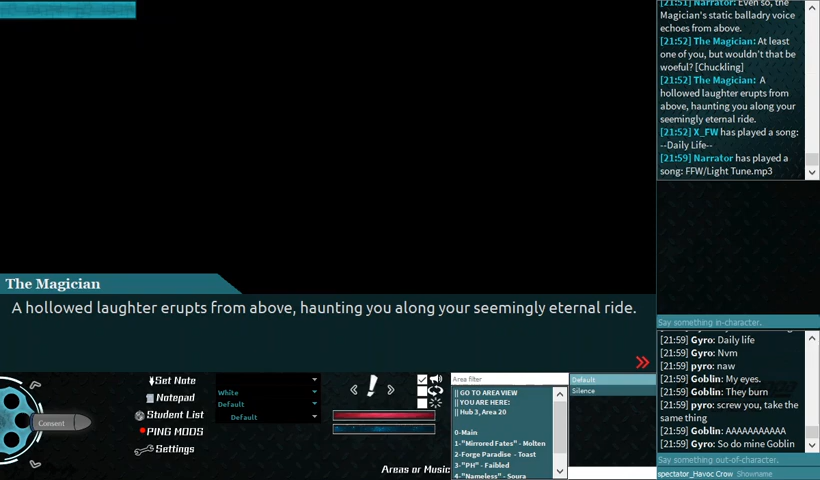 [21:51] Narrator: Even so, the
Magician's static balladry voice
echoes from above.
[21:52] The Magician: At least
one of you, but wouldn't that be
woeful? [Chuckling]
[21:52] The Magician: A
hollowed laughter erupts from
above, haunting you along your
seemingly eternal ride.
[21:52] X_FW has played a song:
--Daily Life--
[21:59] Narrator has played a
song: FFW/Light Tune.mp3
The Magician
A hollowed laughter erupts from above, haunting you along your seemingly eternal ride.
Say something in-character.
[21:59] Gyro: Daily life
[21:59] Gyro: Nvm
[21:59] pyro: naw
[21:59] Goblin: My eyes.
[21:59] Goblin: They burn
[21:59] pyro: screw you, take the
same thing
[21:59] Goblin: AAAAAAAAAAA
[21:59] Gyro: So do mine Goblin
Say something out-of-character.
spectator_Havoc Crow Showname
Consent
Set Note
Notepad
Student List
PING MODS
Settings
White
Default
Default
Areas or Music
Area filter
|| GO TO AREA VIEW
|| YOU ARE HERE:
|| Hub 3, Area 20
0-Main
1-"Mirrored Fates" - Molten
2-Forge Paradise - Toast
3-"PH" - Faibled
4-"Nameless" - Soura
Default
Silence